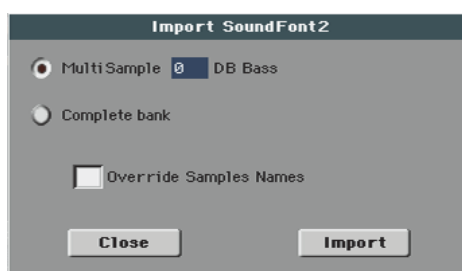 Import SoundFont2
MultiSample 0 DB Bass
Complete bank
Override Samples Names
Close Import